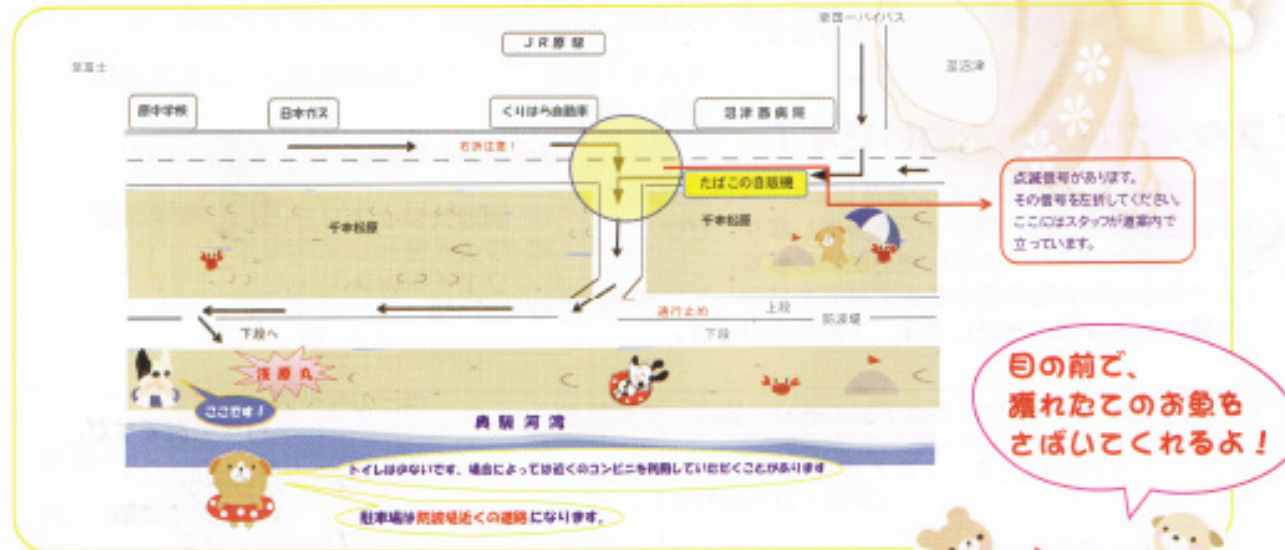 至国一バイパス
JR原駅
至富士
至沼津
原中学校
日本ガス
くりはら自動車
沼津西病院
右折注意！
たばこの自販機
点滅信号があります。
その信号を左折してください。
ここにはスタッフが道案内で
立っています。
千本松原
千本松原
通行止め
上段
防波堤
下段
下段へ
ここです！
奥駿河湾
目の前で、
獲れたてのお魚を
さばいてくれるよ！
トイレは少ないです。場合によっては近くのコンビニを利用していただくことがあります
駐車場は防波堤近くの道路になります。